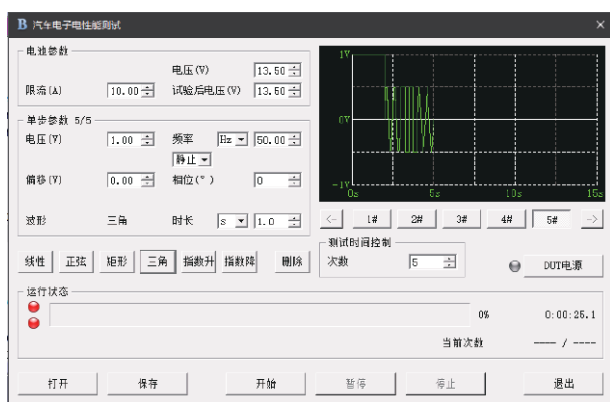 B 汽车电子电性能测试 ×
电池参数
电压(V) 13.50
限流(A) 10.00 试验后电压(V) 13.50
单步参数 5/5
电压(V) 1.00 频率 Hz 50.00
静止
偏移(V) 0.00 相位(°) 0
波形 三角 时长 s 1.0
线性 正弦 矩形 三角 指数升 指数降 删除
1V
0V
-1V
0s 5s 10s 15s
<- 1# 2# 3# 4# 5# ->
测试时间控制
次数 5 DUT电源
运行状态
0% 0:00:25.1
当前次数 ---- / ----
打开 保存 开始 暂停 停止 退出